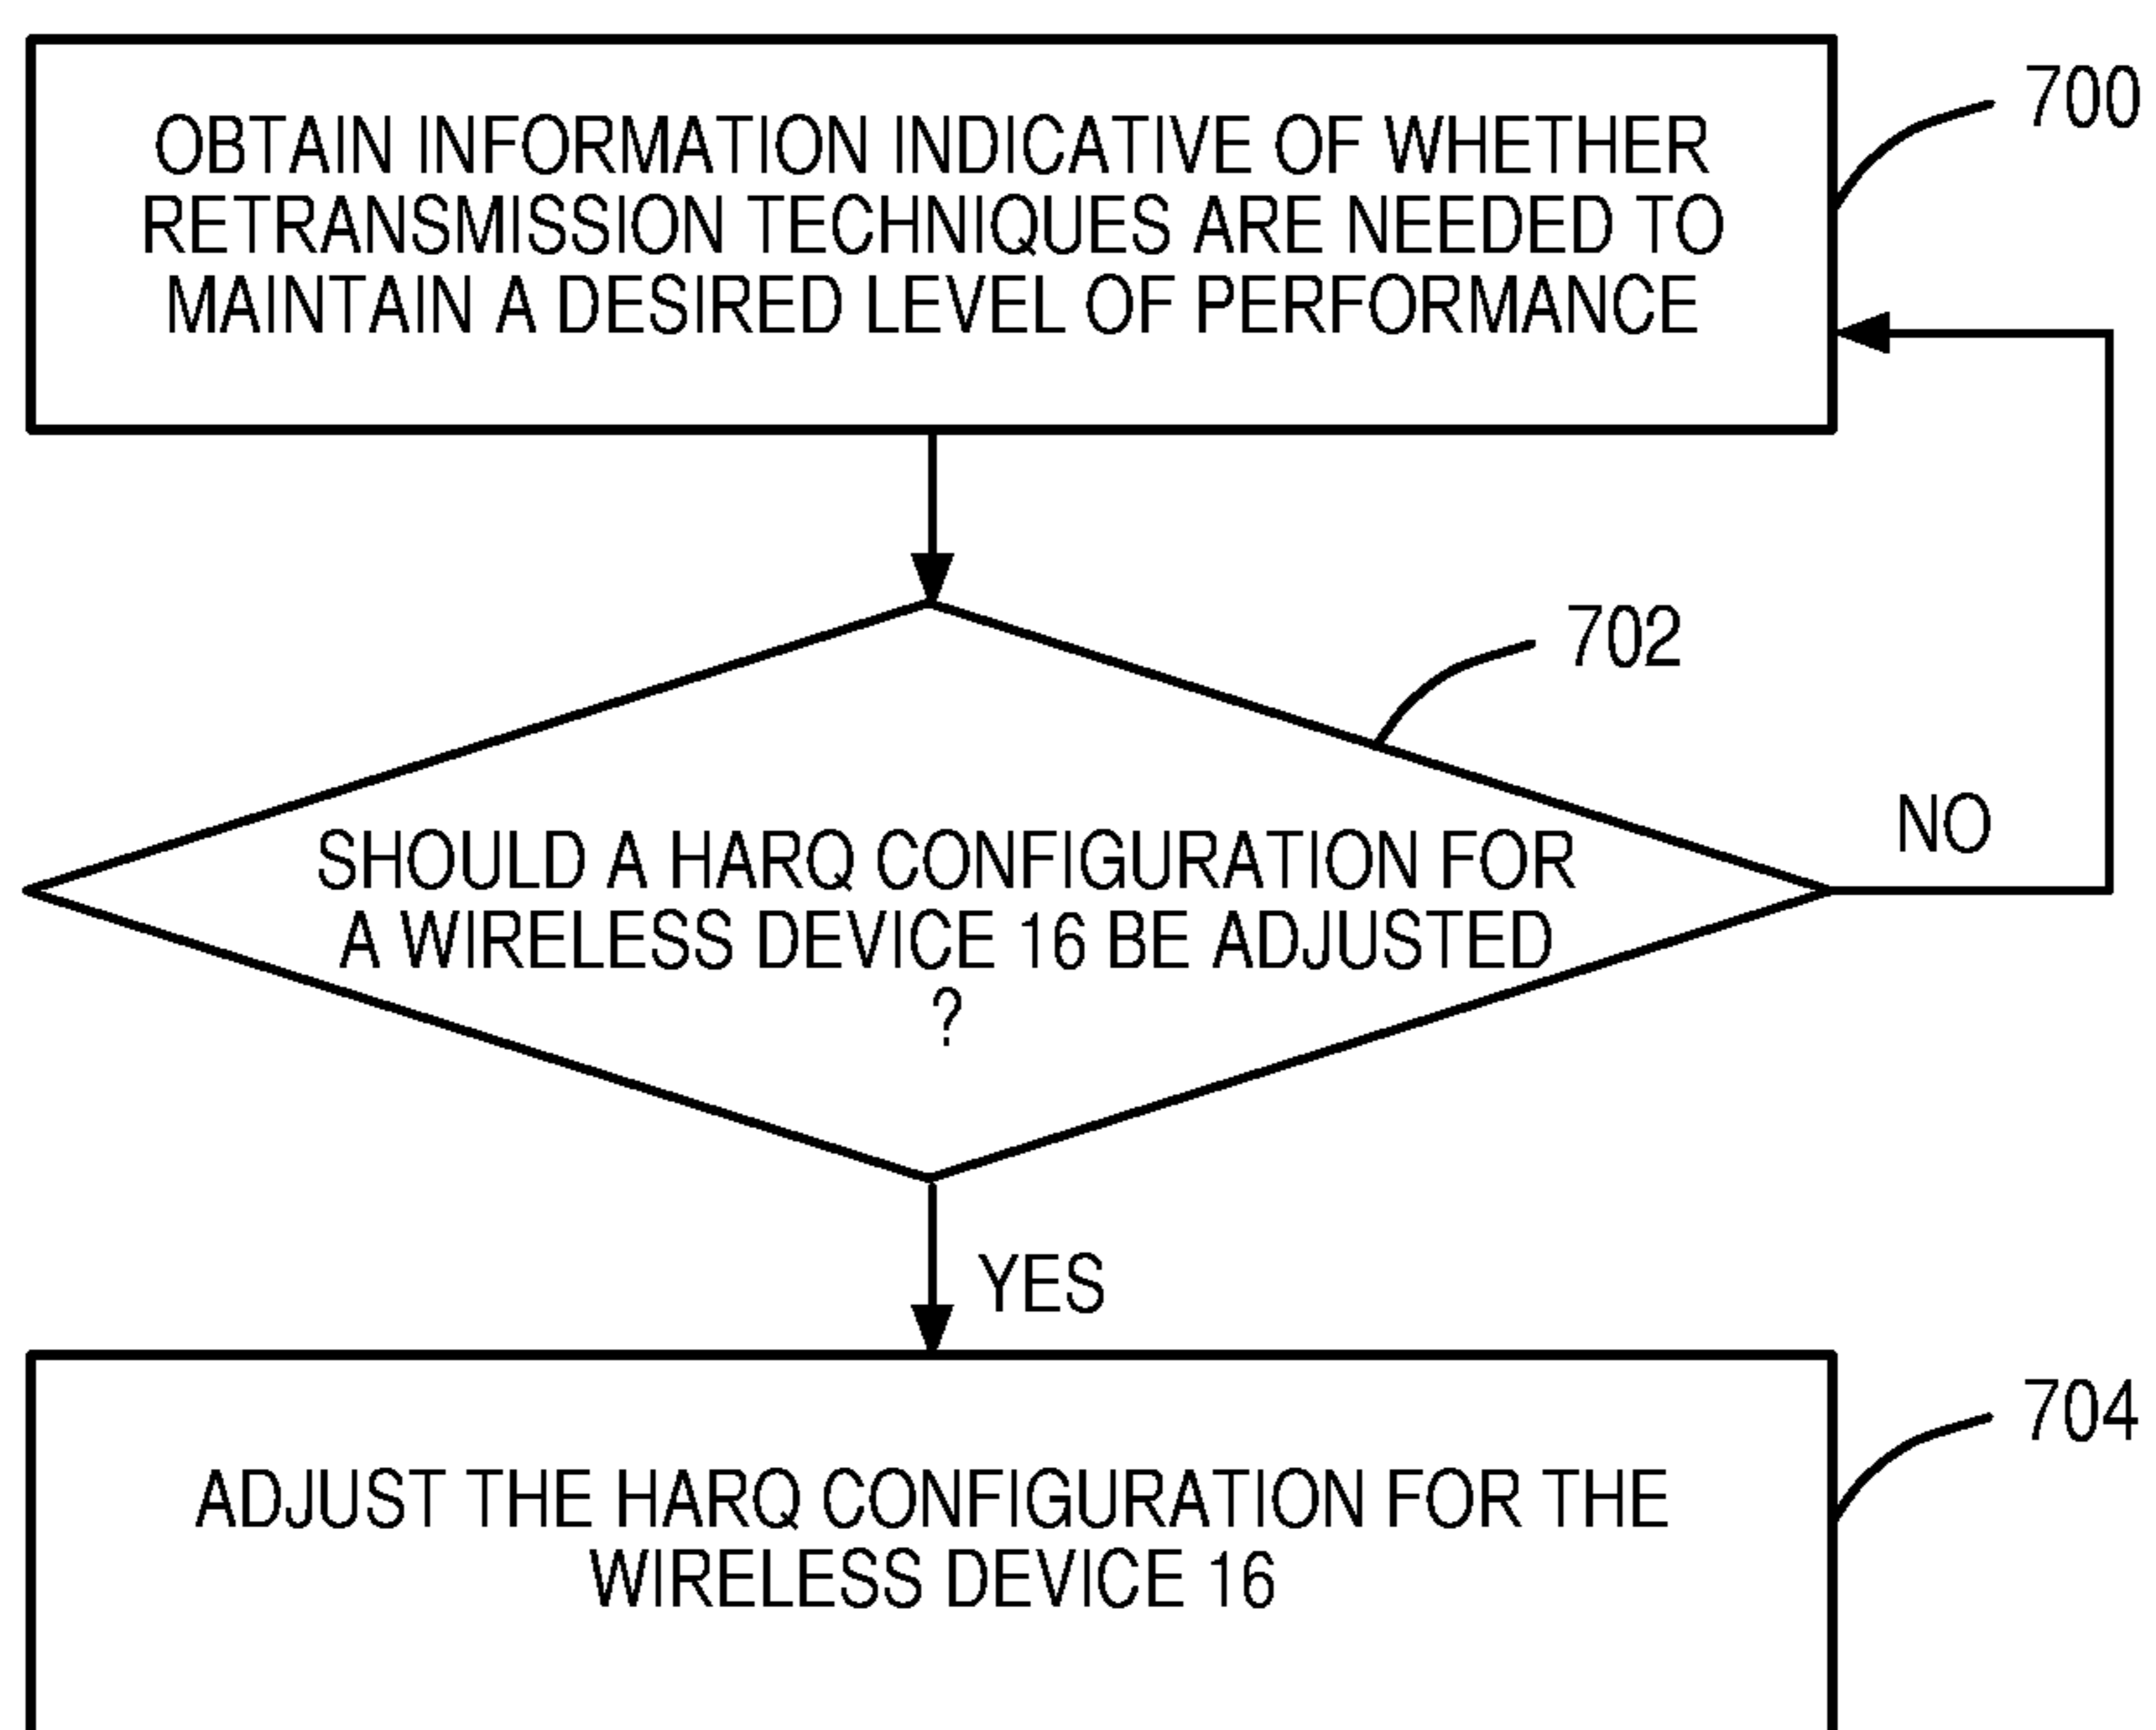 700
OBTAIN INFORMATION INDICATIVE OF WHETHER
RETRANSMISSION TECHNIQUES ARE NEEDED TO
MAINTAIN A DESIRED LEVEL OF PERFORMANCE
702
SHOULD A HARQ CONFIGURATION FOR
A WIRELESS DEVICE 16 BE ADJUSTED
?
NO
YES
704
ADJUST THE HARQ CONFIGURATION FOR THE
WIRELESS DEVICE 16